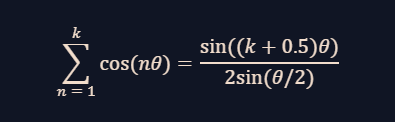 ∑_{n = 1}^{k} cos(nθ) = sin((k + 0.5)θ) / 2sin(θ/2)